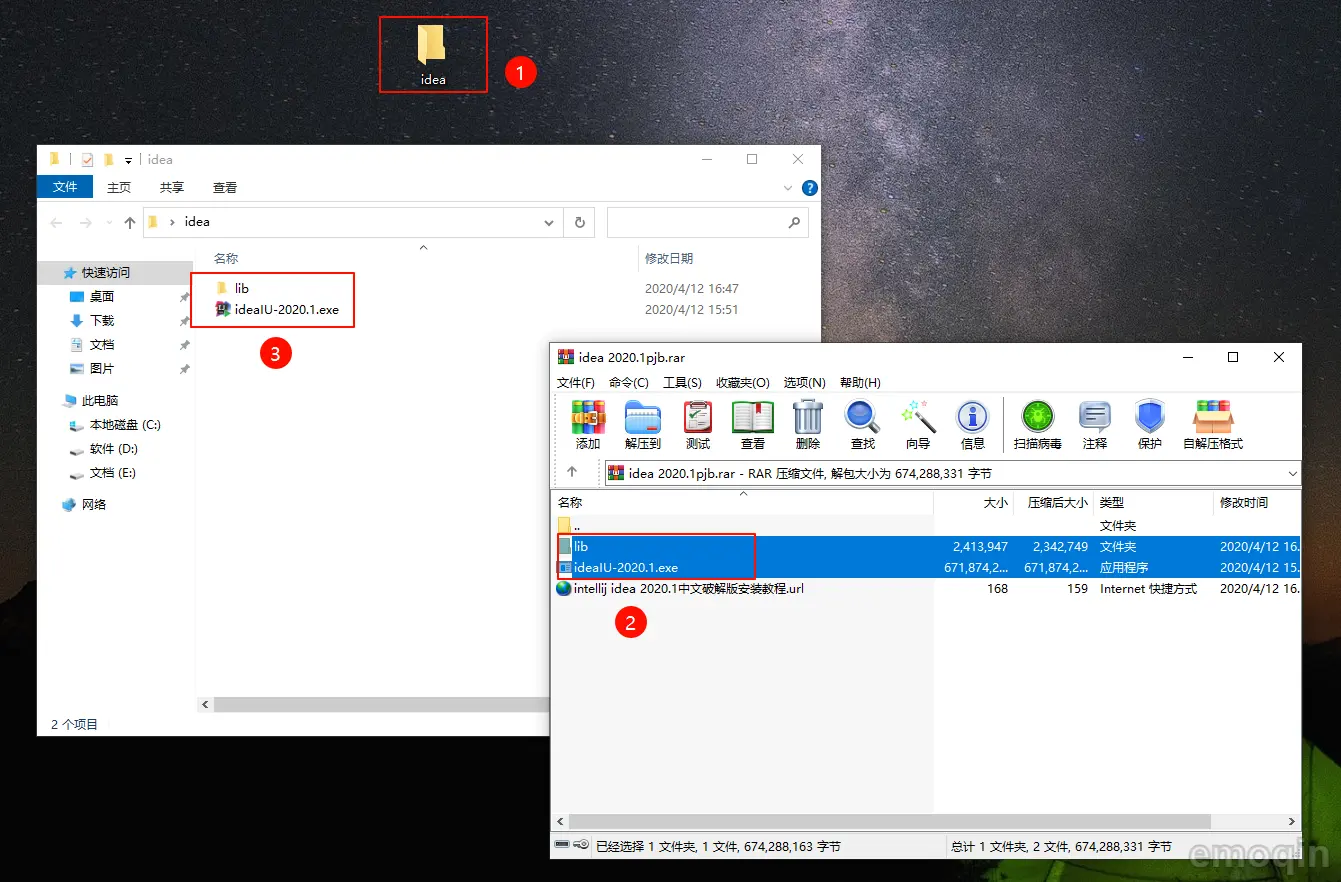 idea
1
idea
文件
主页
共享
查看
idea
名称
修改日期
快速访问
桌面
下载
文档
图片
此电脑
本地磁盘 (C:)
软件 (D:)
文档 (E:)
网络
lib
2020/4/12 16:47
ideaIU-2020.1.exe
2020/4/12 15:51
3
2 个项目
idea 2020.1pjb.rar
文件(F) 命令(C) 工具(S) 收藏夹(O) 选项(N) 帮助(H)
添加 解压到 测试 查看 删除 查找 向导 信息 扫描病毒 注释 保护 自解压格式
idea 2020.1pjb.rar - RAR 压缩文件, 解包大小为 674,288,331 字节
名称 大小 压缩后大小 类型 修改时间
.. 文件夹
lib 2,413,947 2,342,749 文件夹 2020/4/12 16.
ideaIU-2020.1.exe 671,874,2... 671,874,2... 应用程序 2020/4/12 15.
intellij idea 2020.1中文破解版安装教程.url 168 159 Internet 快捷方式 2020/4/12 16.
2
已经选择 1 文件夹, 1 文件, 674,288,163 字节
总计 1 文件夹, 2 文件, 674,288,331 字节
emoqin